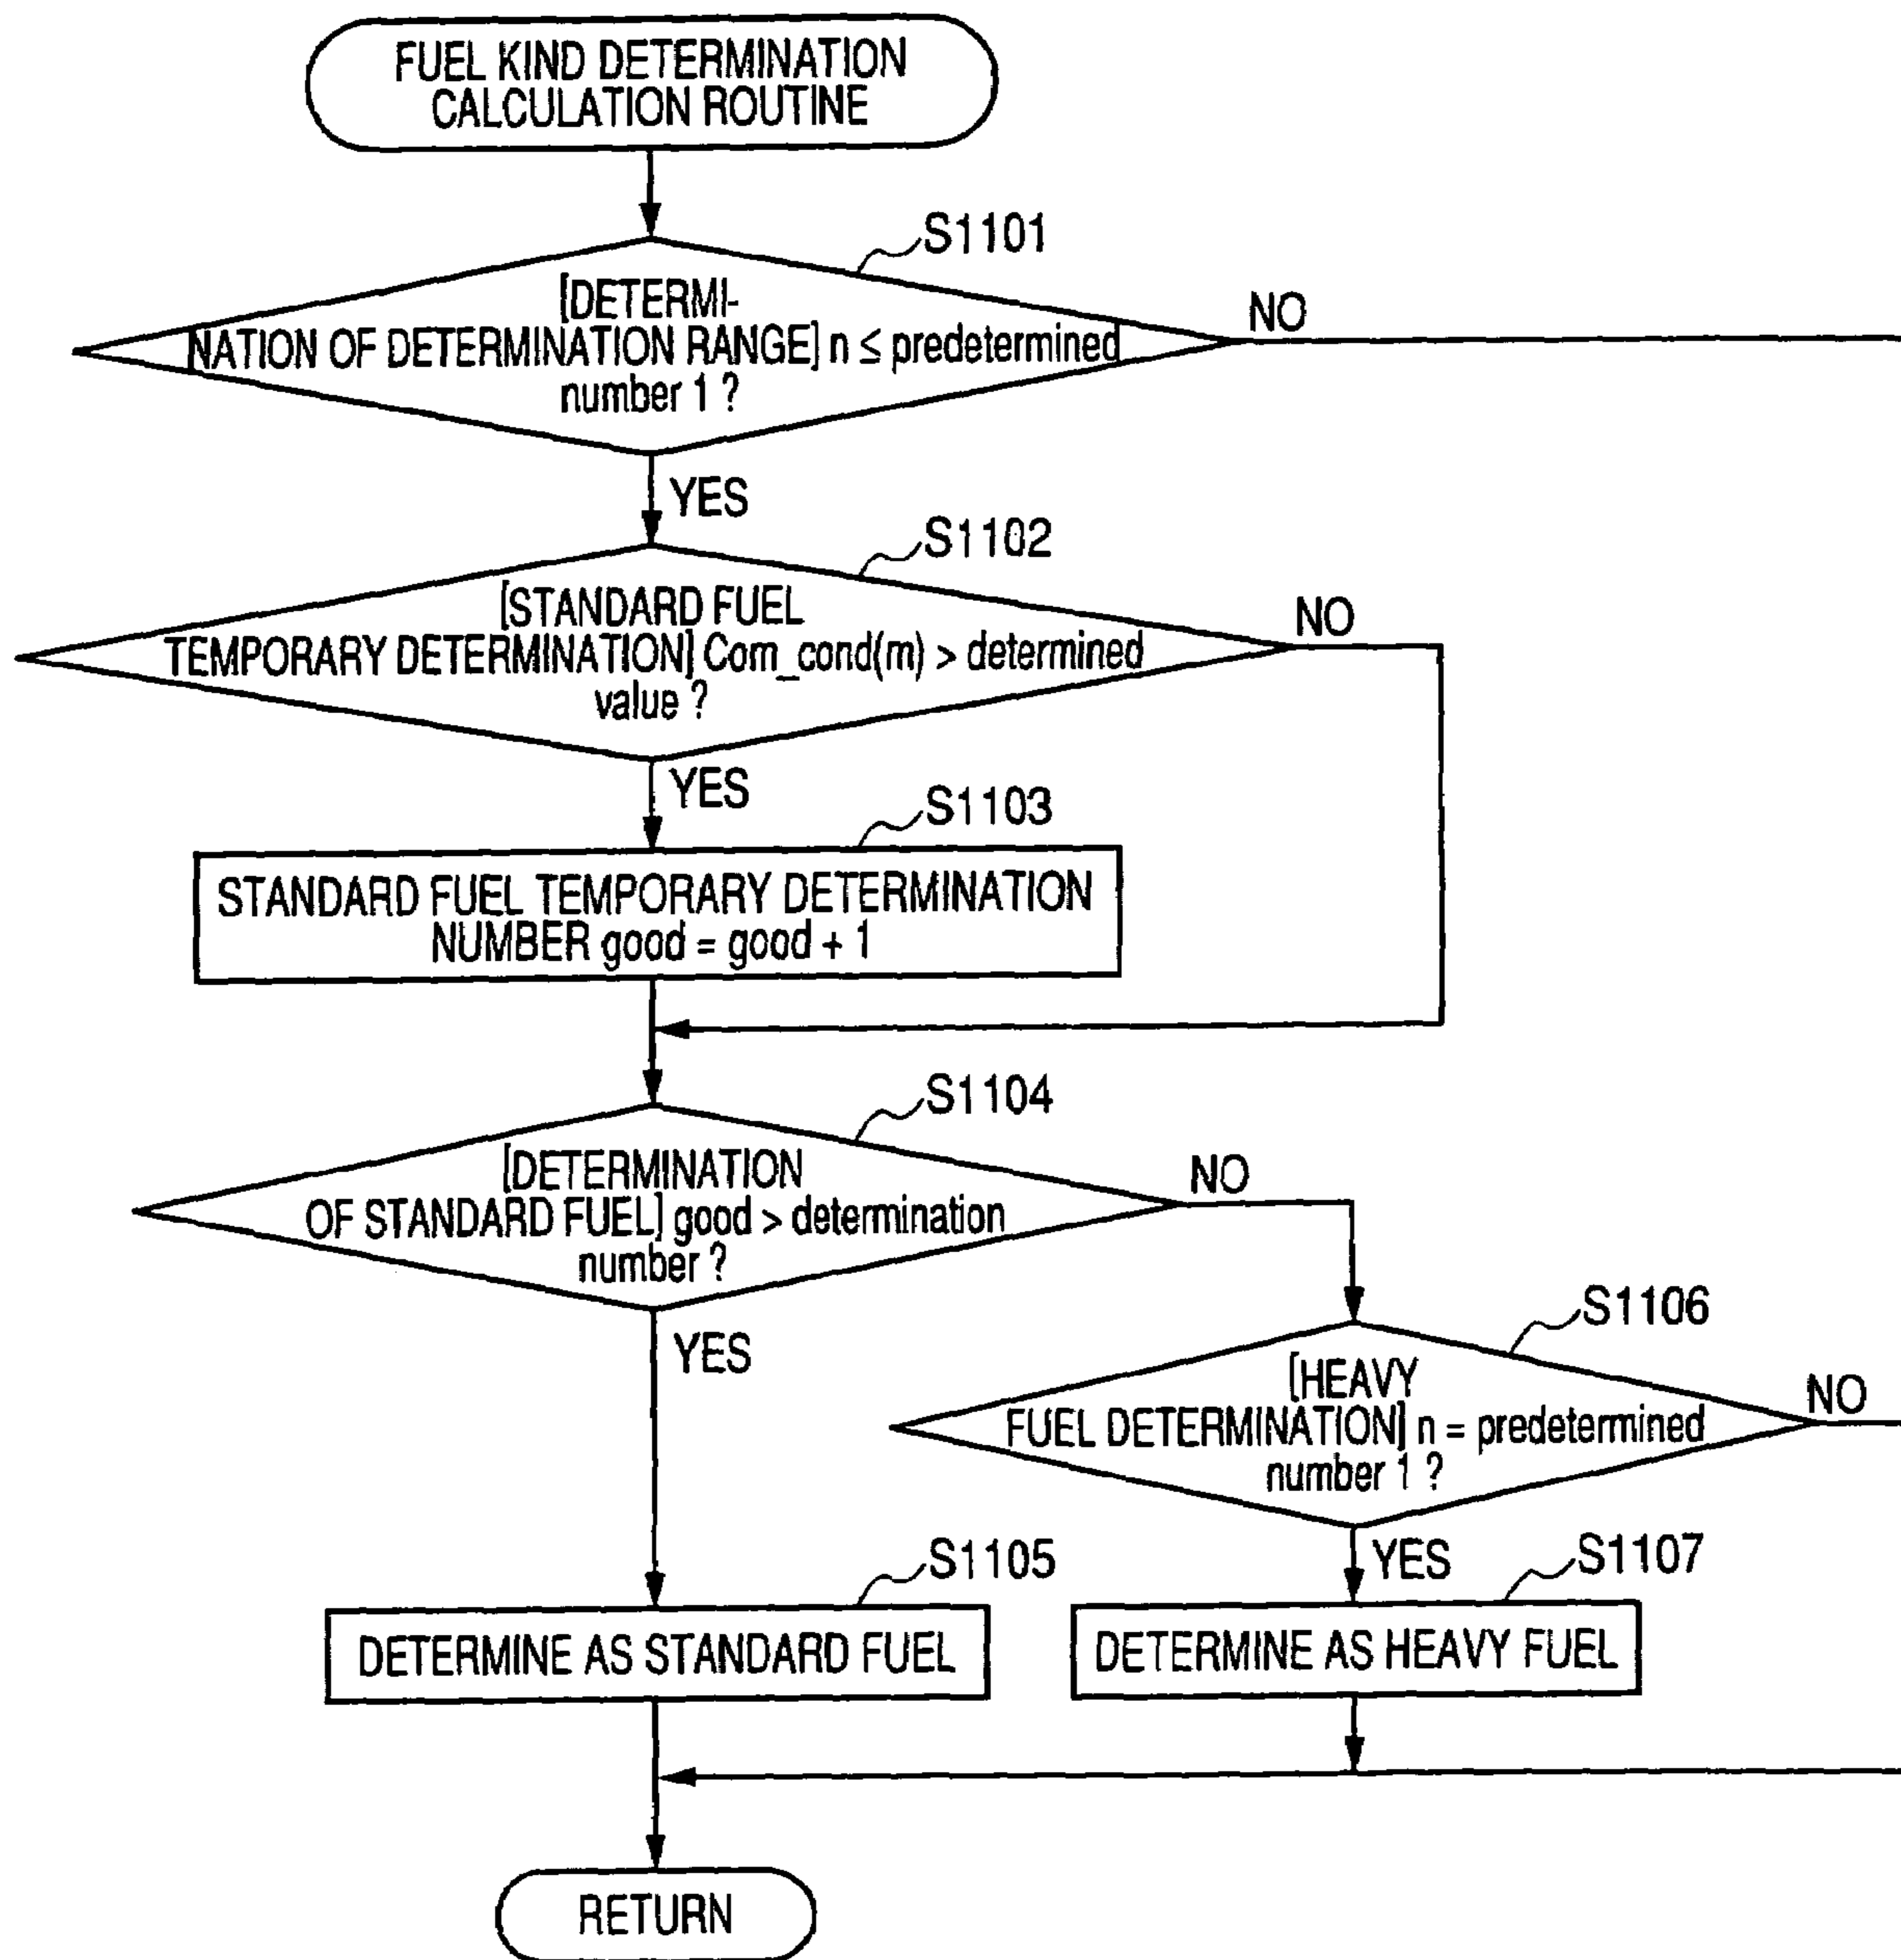 FUEL KIND DETERMINATION
CALCULATION ROUTINE
S1101
[DETERMI-
NATION OF DETERMINATION RANGE] n ≤ predetermined
number 1 ?
NO
YES
S1102
[STANDARD FUEL
TEMPORARY DETERMINATION] Com_cond(m) > determined
value ?
NO
YES
S1103
STANDARD FUEL TEMPORARY DETERMINATION
NUMBER good = good + 1
S1104
[DETERMINATION
OF STANDARD FUEL] good > determination
number ?
NO
YES
S1106
[HEAVY
FUEL DETERMINATION] n = predetermined
number 1 ?
NO
YES
S1105
S1107
DETERMINE AS STANDARD FUEL
DETERMINE AS HEAVY FUEL
RETURN